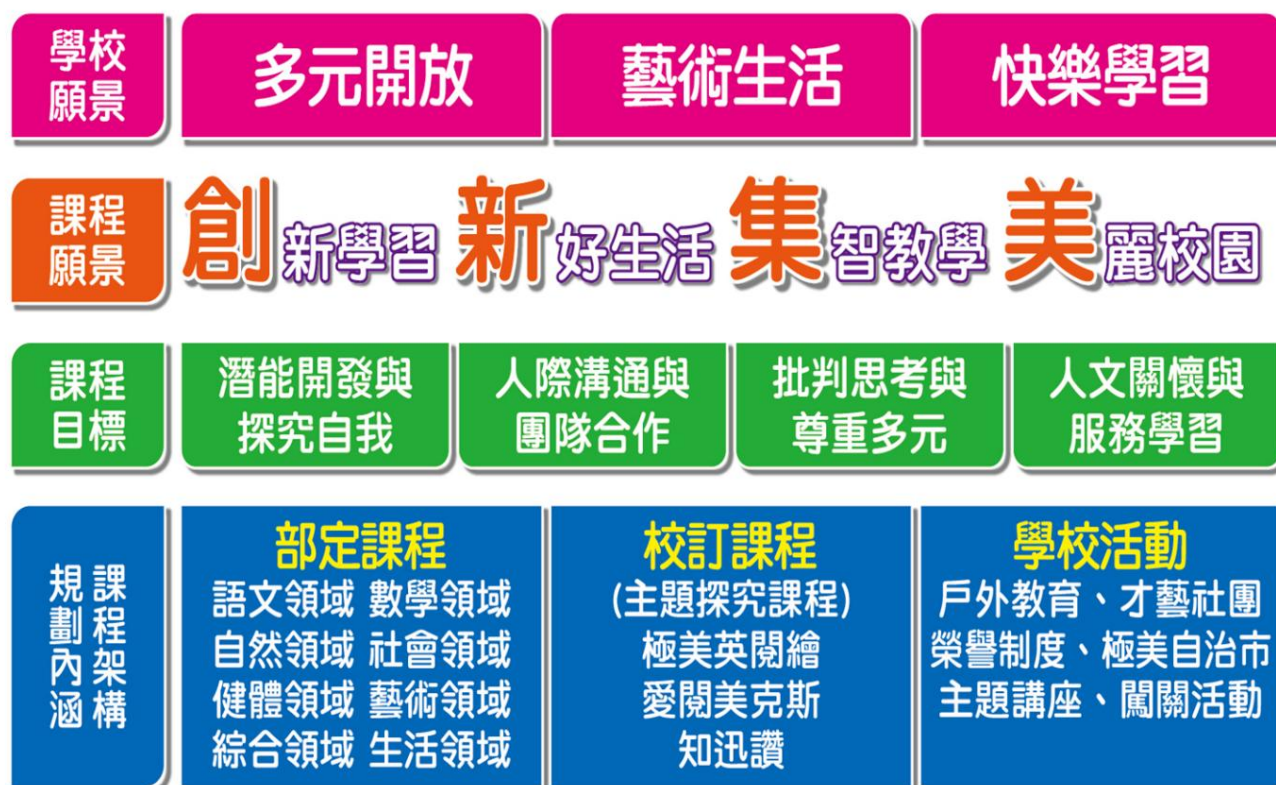 學校
願景
多元開放
藝術生活
快樂學習
課程
願景
創新學習 新好生活 集智教學 美麗校園
課程
目標
潛能開發與
探究自我
人際溝通與
團隊合作
批判思考與
尊重多元
人文關懷與
服務學習
課程架構
規劃內涵
部定課程
語文領域 數學領域
自然領域 社會領域
健體領域 藝術領域
綜合領域 生活領域
校訂課程
(主題探究課程)
極美英閱繪
愛閱美克斯
知迅讚
學校活動
戶外教育、才藝社團
榮譽制度、極美自治市
主題講座、闖關活動